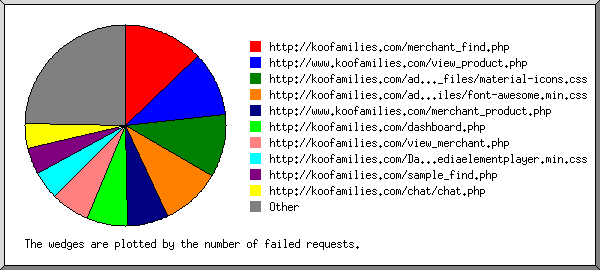 http://koofamilies.com/merchant_find.php
http://www.koofamilies.com/view_product.php
http://koofamilies.com/ad..._files/material-icons.css
http://koofamilies.com/ad...iles/font-awesome.min.css
http://www.koofamilies.com/merchant_product.php
http://koofamilies.com/dashboard.php
http://koofamilies.com/view_merchant.php
http://koofamilies.com/Da...ediaelementplayer.min.css
http://koofamilies.com/sample_find.php
http://koofamilies.com/chat/chat.php
Other
The wedges are plotted by the number of failed requests.